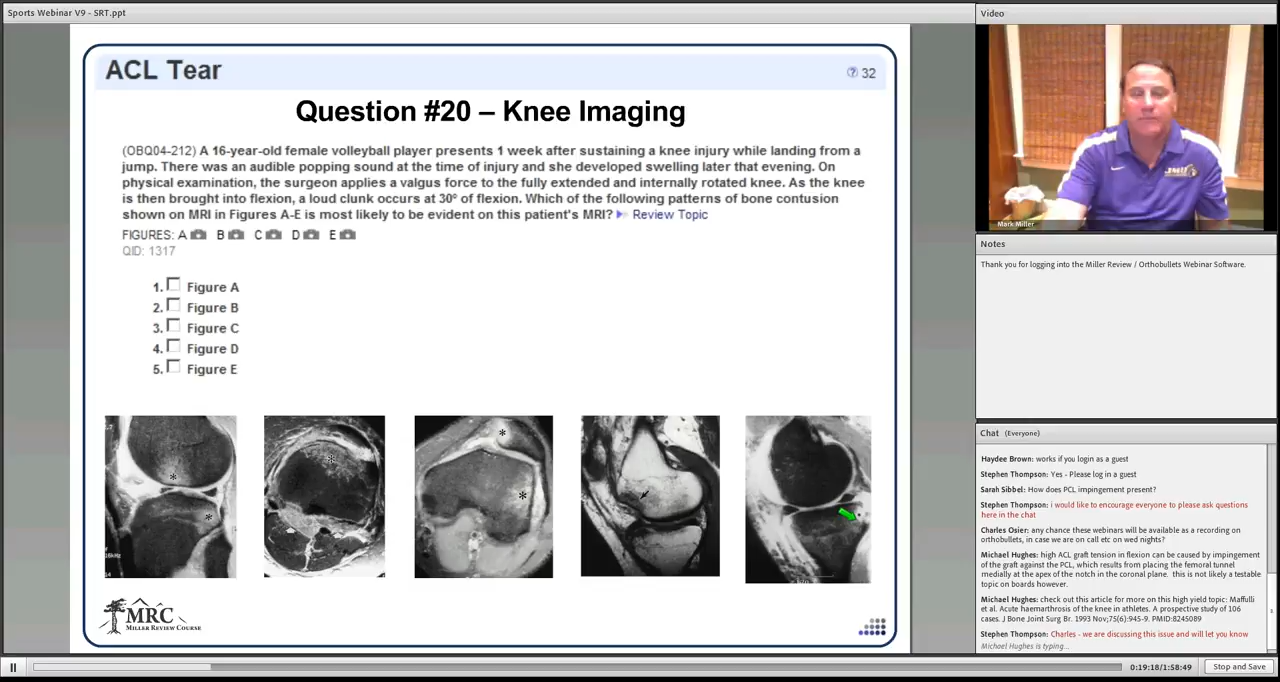 Sports Webinar V9 - SRT.ppt
ACL Tear
32
Question #20 – Knee Imaging
(OBQ04-212) A 16-year-old female volleyball player presents 1 week after sustaining a knee injury while landing from a
jump. There was an audible popping sound at the time of injury and she developed swelling later that evening. On
physical examination, the surgeon applies a valgus force to the fully extended and internally rotated knee. As the knee
is then brought into flexion, a loud clunk occurs at 30º of flexion. Which of the following patterns of bone contusion
shown on MRI in Figures A-E is most likely to be evident on this patient's MRI? Review Topic
FIGURES: A B C D E
QID: 1317
1. Figure A
2. Figure B
3. Figure C
4. Figure D
5. Figure E
MRC
MILLER REVIEW COURSE
Video
JMU
Mark Miller
Notes
Thank you for logging into the Miller Review / Orthobullets Webinar Software.
Chat (Everyone)
Haydee Brown: works if you login as a guest
Stephen Thompson: Yes - Please log in a guest
Sarah Sibbel: How does PCL impingement present?
Stephen Thompson: i would like to encourage everyone to please ask questions
here in the chat
Charles Osier: any chance these webinars will be available as a recording on
orthobullets, in case we are on call etc on wed nights?
Michael Hughes: high ACL graft tension in flexion can be caused by impingement
of the graft against the PCL, which results from placing the femoral tunnel
medially at the apex of the notch in the coronal plane. this is not likely a testable
topic on boards however.
Michael Hughes: check out this article for more on this high yield topic: Maffulli
et al. Acute haemarthrosis of the knee in athletes. A prospective study of 106
cases. J Bone Joint Surg Br. 1993 Nov;75(6):945-9. PMID:8245089
Stephen Thompson: Charles - we are discussing this issue and will let you know
Michael Hughes is typing...
0:19:18/1:58:49
Stop and Save